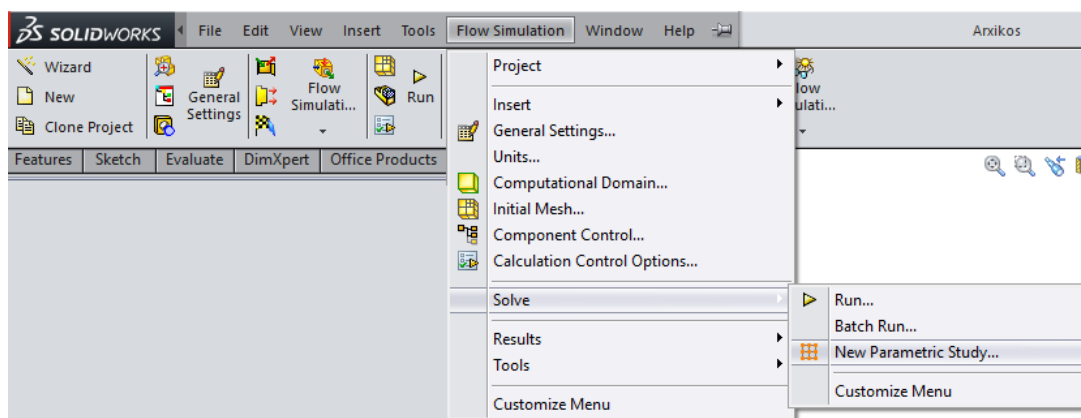 SOLIDWORKS File Edit View Insert Tools Flow Simulation Window Help Arxikos
Wizard
New
Clone Project
General
Settings
Flow
Simulati...
Run
Features Sketch Evaluate DimXpert Office Products
Project
Insert
General Settings...
Units...
Computational Domain...
Initial Mesh...
Component Control...
Calculation Control Options...
Solve
Results
Tools
Customize Menu
low
ulati...
Run...
Batch Run...
New Parametric Study...
Customize Menu